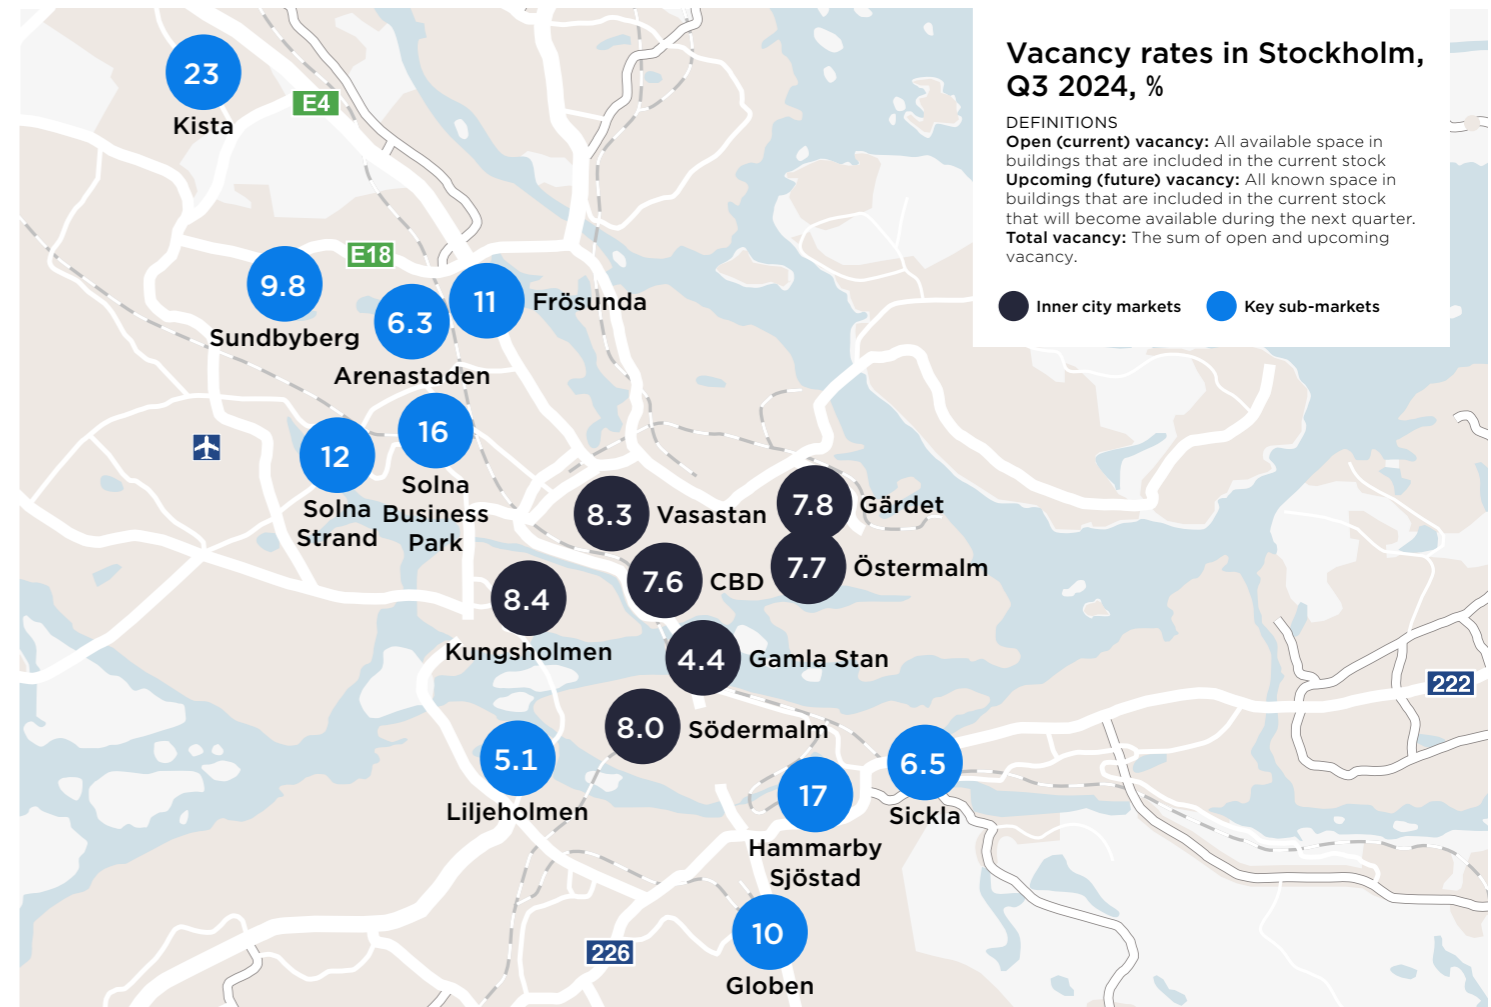 Vacancy rates in Stockholm,
Q3 2024, %
DEFINITIONS
Open (current) vacancy: All available space in
buildings that are included in the current stock
Upcoming (future) vacancy: All known space in
buildings that are included in the current stock
that will become available during the next quarter.
Total vacancy: The sum of open and upcoming
vacancy.
Inner city markets
Key sub-markets
23
Kista
E4
E18
9.8
Sundbyberg
6.3
Arenastaden
11
Frösunda
12
Solna
Strand
16
Solna
Business
Park
8.3
Vasastan
7.8
Gärdet
7.6
CBD
7.7
Östermalm
8.4
Kungsholmen
4.4
Gamla Stan
222
8.0
Södermalm
5.1
Liljeholmen
17
Hammarby
Sjöstad
6.5
Sickla
10
Globen
226